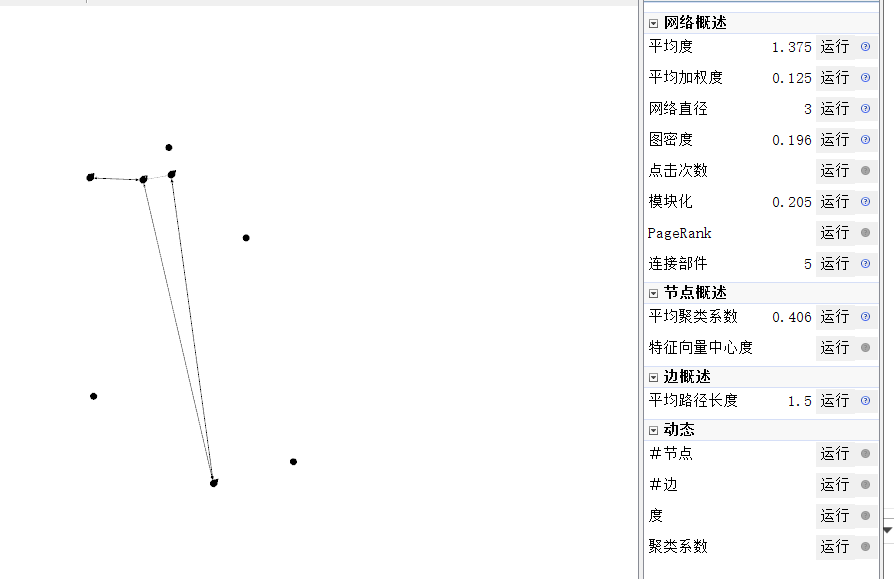 网络概述
平均度 1.375 运行
平均加权度 0.125 运行
网络直径 3 运行
图密度 0.196 运行
点击次数 运行
模块化 0.205 运行
PageRank 运行
连接部件 5 运行
节点概述
平均聚类系数 0.406 运行
特征向量中心度 运行
边概述
平均路径长度 1.5 运行
动态
#节点 运行
#边 运行
度 运行
聚类系数 运行